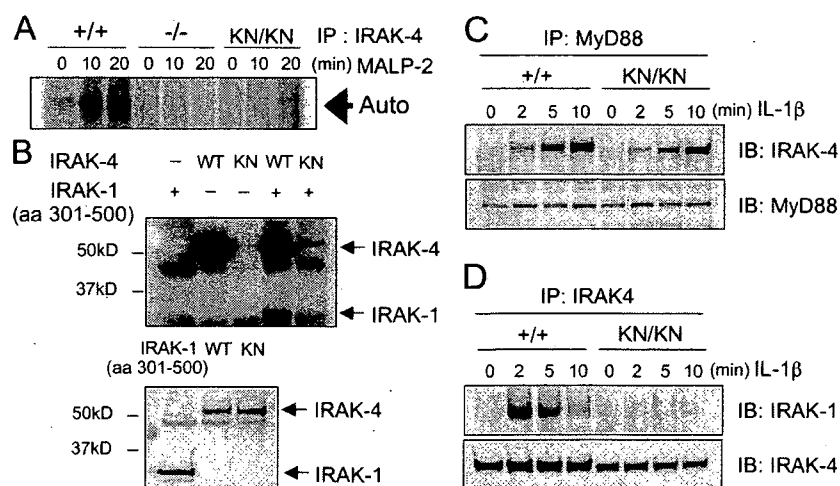 A
+/+ -/- KN/KN IP : IRAK-4
0 10 20 0 10 20 0 10 20 (min) MALP-2
Auto
B
IRAK-4 – WT KN WT KN
IRAK-1 + – – + +
(aa 301-500)
50kD
IRAK-4
37kD
IRAK-1
IRAK-1 WT KN
(aa 301-500)
50kD
IRAK-4
37kD
IRAK-1
C
IP: MyD88
+/+ KN/KN
0 2 5 10 0 2 5 10 (min) IL-1β
IB: IRAK-4
IB: MyD88
D
IP: IRAK4
+/+ KN/KN
0 2 5 10 0 2 5 10 (min) IL-1β
IB: IRAK-1
IB: IRAK-4